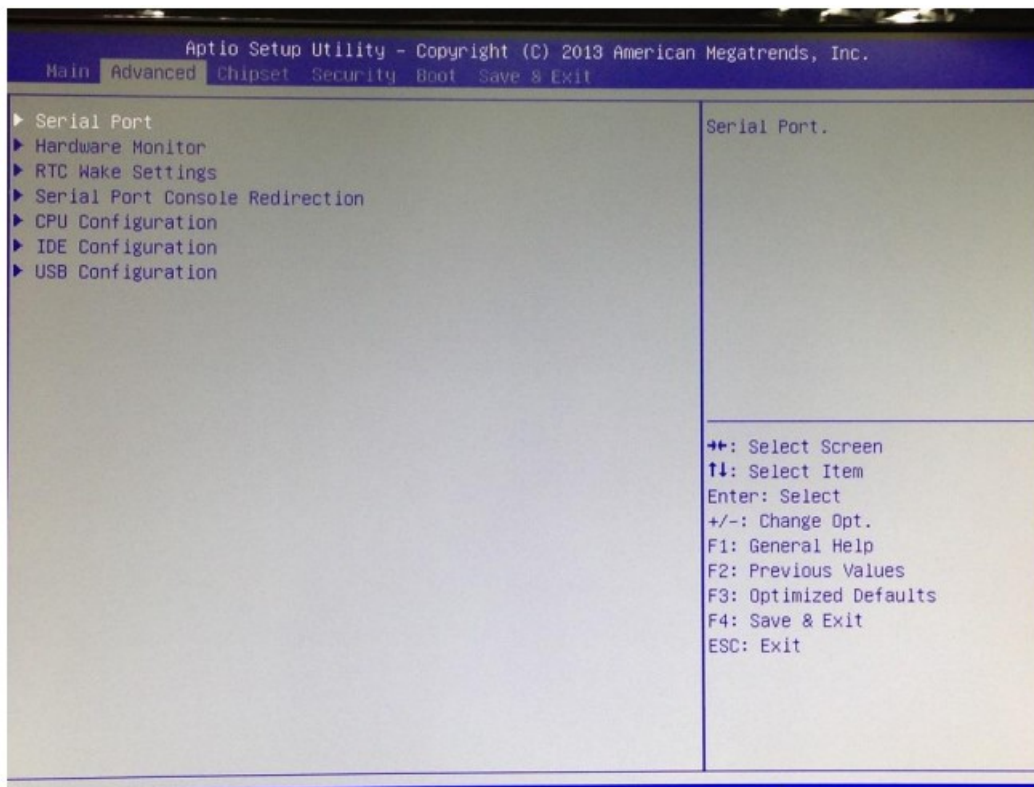 Aptio Setup Utility – Copyright (C) 2013 American Megatrends, Inc.
Main Advanced Chipset Security Boot Save & Exit
▶ Serial Port
▶ Hardware Monitor
▶ RTC Wake Settings
▶ Serial Port Console Redirection
▶ CPU Configuration
▶ IDE Configuration
▶ USB Configuration
Serial Port.
→←: Select Screen
↑↓: Select Item
Enter: Select
+/-: Change Opt.
F1: General Help
F2: Previous Values
F3: Optimized Defaults
F4: Save & Exit
ESC: Exit